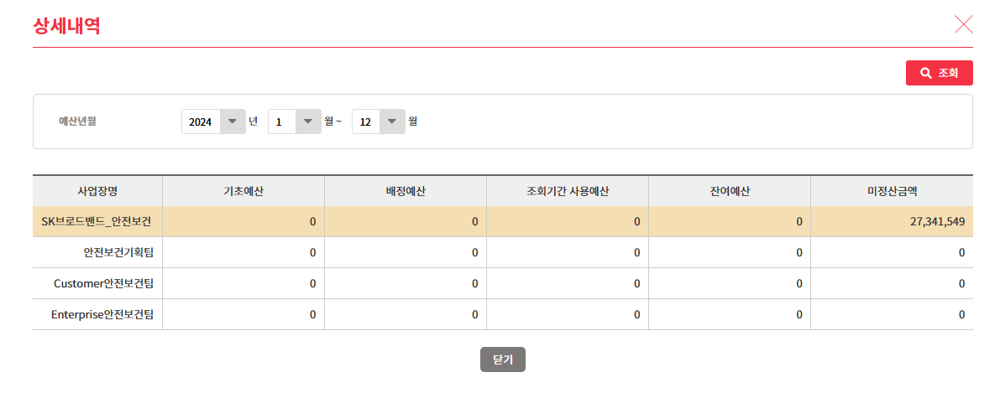 상세내역
조회
예산년월 2024 년 1 월 ~ 12 월
사업장명 기초예산 배정예산 조회기간 사용예산 잔여예산 미정산금액
SK브로드밴드_안전보건 0 0 0 0 27,341,549
안전보건기획팀 0 0 0 0 0
Customer안전보건팀 0 0 0 0 0
Enterprise안전보건팀 0 0 0 0 0
닫기